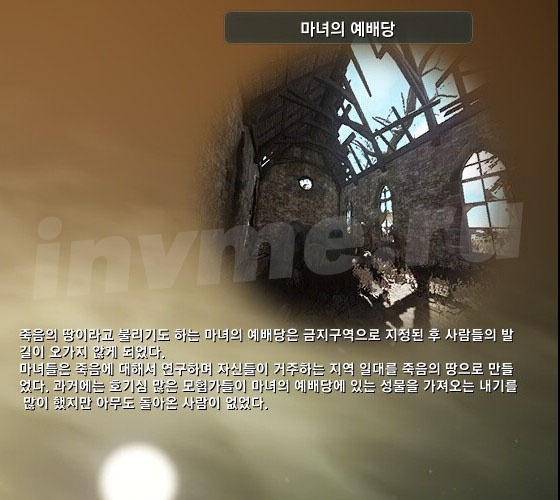 마녀의 예배당
invme.ru
죽음의 땅이라고 불리기도 하는 마녀의 예배당은 금지구역으로 지정된 후 사람들의 발
길이 오가지 않게 되었다.
마녀들은 죽음에 대해서 연구하며 자신들이 거주하는 지역 일대를 죽음의 땅으로 만들
었다. 과거에는 호기심 많은 모험가들이 마녀의 예배당에 있는 성물을 가져오는 내기를
많이 했지만 아무도 돌아온 사람이 없었다.